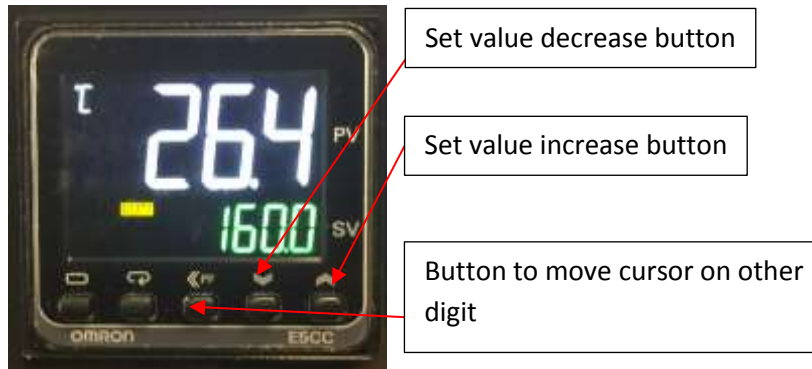 Set value decrease button
τ 26.4 PV
Set value increase button
160.0 SV
PF
Button to move cursor on other
digit
OMRON E5CC